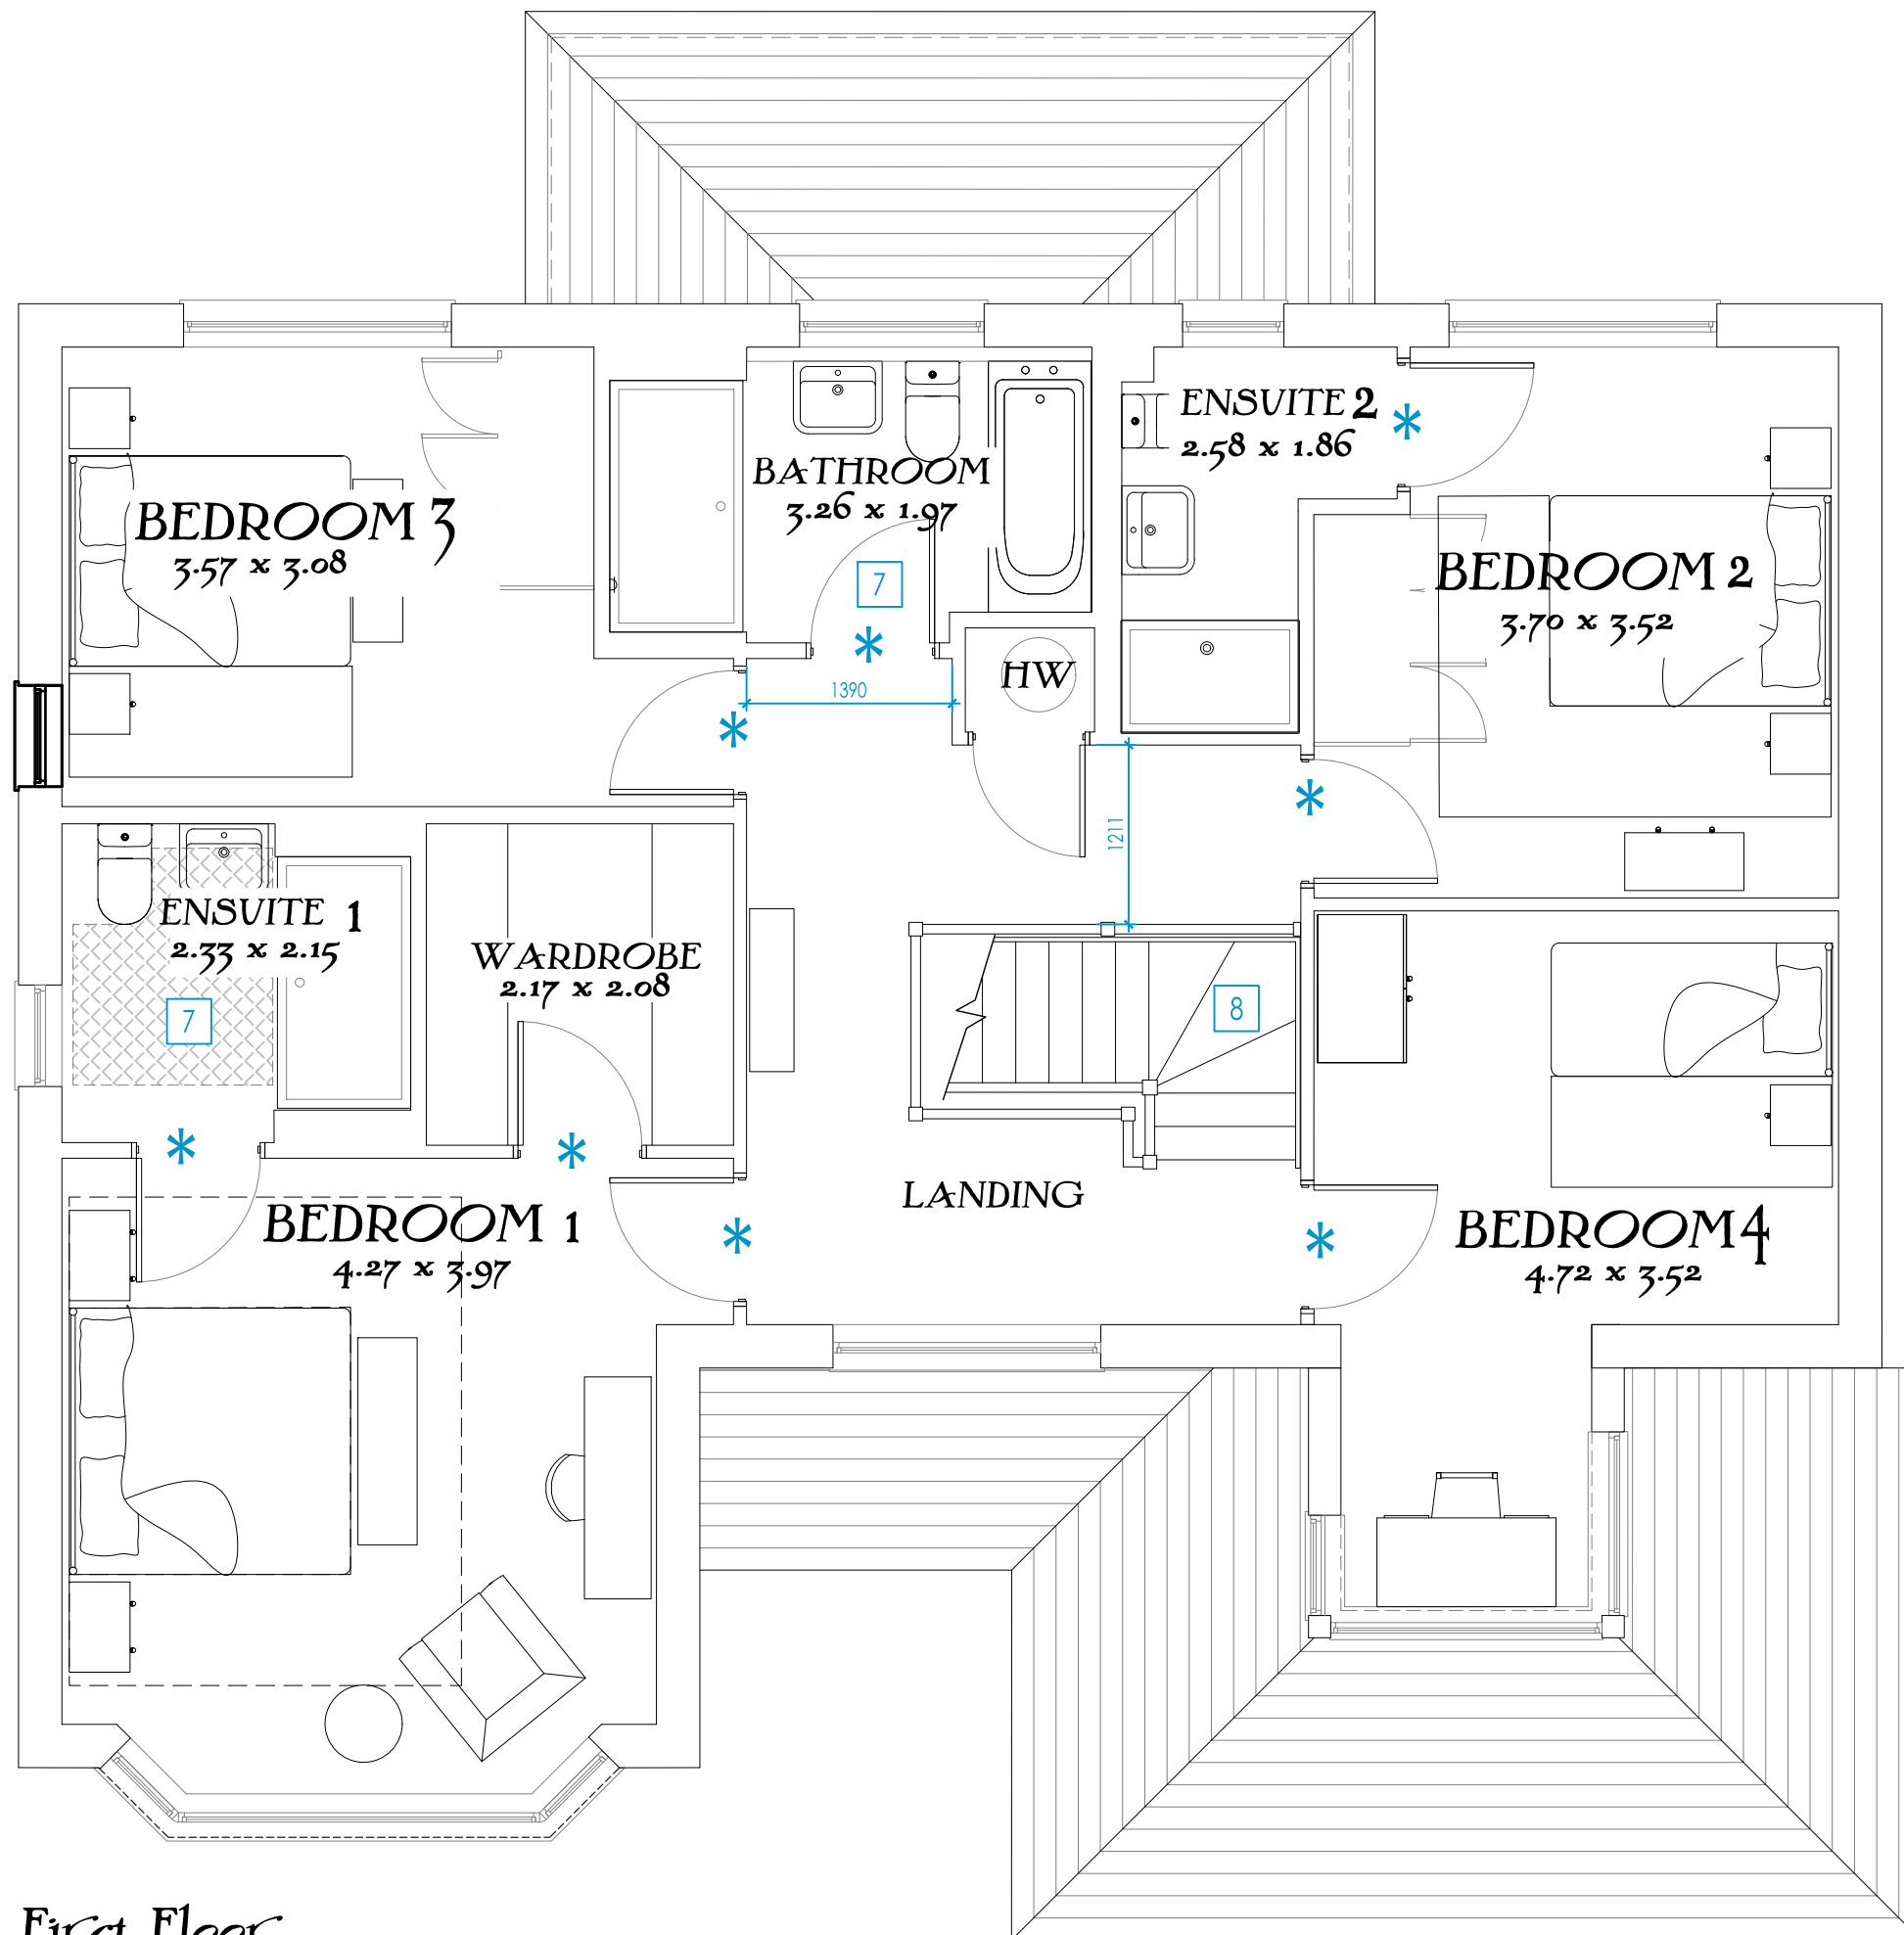 ENSUITE 2
2.58 x 1.86
BATHROOM
3.26 x 1.97
BEDROOM 3
3.57 x 3.08
BEDROOM 2
3.70 x 3.52
7
HW
1390
1211
ENSUITE 1
2.33 x 2.15
WARDROBE
2.17 x 2.08
7
8
LANDING
BEDROOM 1
4.27 x 3.97
BEDROOM 4
4.72 x 3.52
First Floor